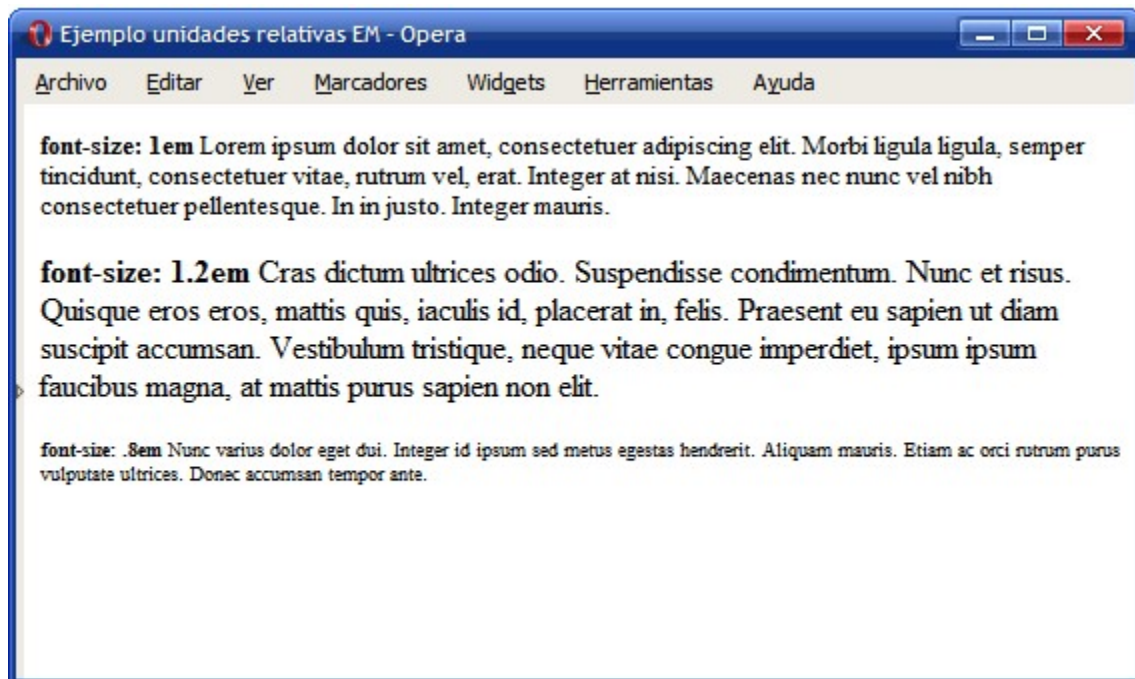 Ejemplo unidades relativas EM - Opera
Archivo Editar Ver Marcadores Widgets Herramientas Ayuda
font-size: 1em Lorem ipsum dolor sit amet, consectetuer adipiscing elit. Morbi ligula ligula, semper
tincidunt, consectetuer vitae, rutrum vel, erat. Integer at nisi. Maecenas nec nunc vel nibh
consectetuer pellentesque. In in justo. Integer mauris.
font-size: 1.2em Cras dictum ultrices odio. Suspendisse condimentum. Nunc et risus.
Quisque eros eros, mattis quis, iaculis id, placerat in, felis. Praesent eu sapien ut diam
suscipit accumsan. Vestibulum tristique, neque vitae congue imperdiet, ipsum ipsum
faucibus magna, at mattis purus sapien non elit.
font-size: .8em Nunc varius dolor eget dui. Integer id ipsum sed metus egestas hendrerit. Aliquam mauris. Etiam ac orci rutrum purus
vulputate ultrices. Donec accumsan tempor ante.